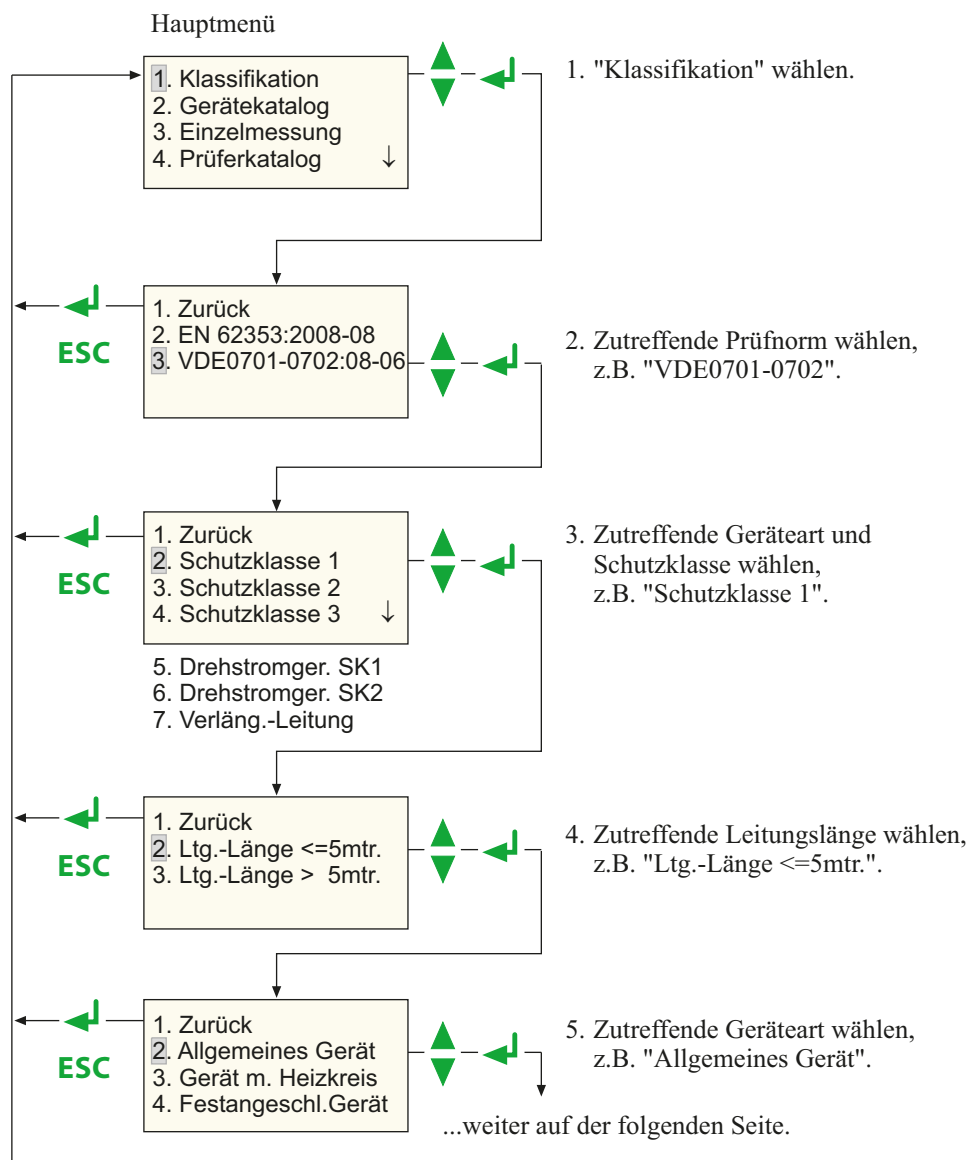 Hauptmenü
1. Klassifikation
2. Gerätekatalog
3. Einzelmessung
4. Prüferkatalog ↓
1. "Klassifikation" wählen.
ESC
1. Zurück
2. EN 62353:2008-08
3. VDE0701-0702:08-06
2. Zutreffende Prüfnorm wählen,
z.B. "VDE0701-0702".
ESC
1. Zurück
2. Schutzklasse 1
3. Schutzklasse 2
4. Schutzklasse 3 ↓
5. Drehstromger. SK1
6. Drehstromger. SK2
7. Verläng.-Leitung
3. Zutreffende Geräteart und
Schutzklasse wählen,
z.B. "Schutzklasse 1".
ESC
1. Zurück
2. Ltg.-Länge <=5mtr.
3. Ltg.-Länge > 5mtr.
4. Zutreffende Leitungslänge wählen,
z.B. "Ltg.-Länge <=5mtr.".
ESC
1. Zurück
2. Allgemeines Gerät
3. Gerät m. Heizkreis
4. Festangeschl.Gerät
5. Zutreffende Geräteart wählen,
z.B. "Allgemeines Gerät".
...weiter auf der folgenden Seite.